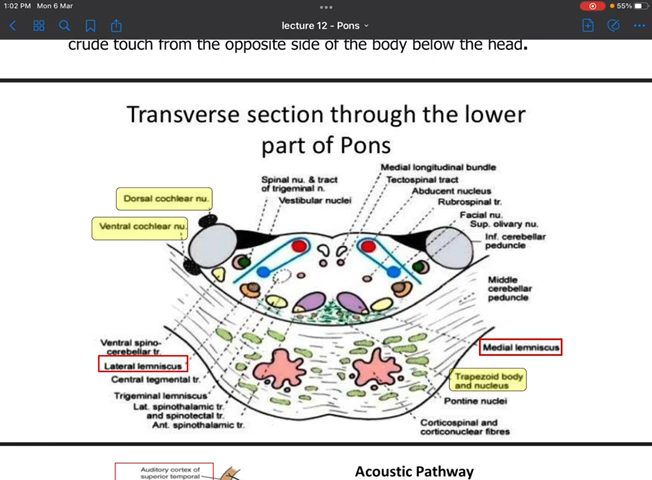 1:02 PM Mon 6 Mar
55%
lecture 12 - Pons
crude touch from the opposite side of the body below the head.
Transverse section through the lower
part of Pons
Medial longitudinal bundle
Tectospinal tract
Abducent nucleus
Rubrospinal tr.
Facial nu.
Sup. olivary nu.
Inf. cerebellar
peduncle
Middle
cerebellar
peduncle
Medial lemniscus
Trapezoid body
and nucleus
Pontine nuclei
Corticospinal and
corticonuclear fibres
Spinal nu. & tract
of trigeminal n.
Vestibular nuclei
Dorsal cochlear nu.
Ventral cochlear nu.
Ventral spino-
cerebellar tr.
Lateral lemniscus
Central tegmental tr.
Trigeminal lemniscus
Lat. spinothalamic tr.
and spinotectal tr.
Ant. spinothalamic tr.
Auditory cortex of
superior temporal
Acoustic Pathway